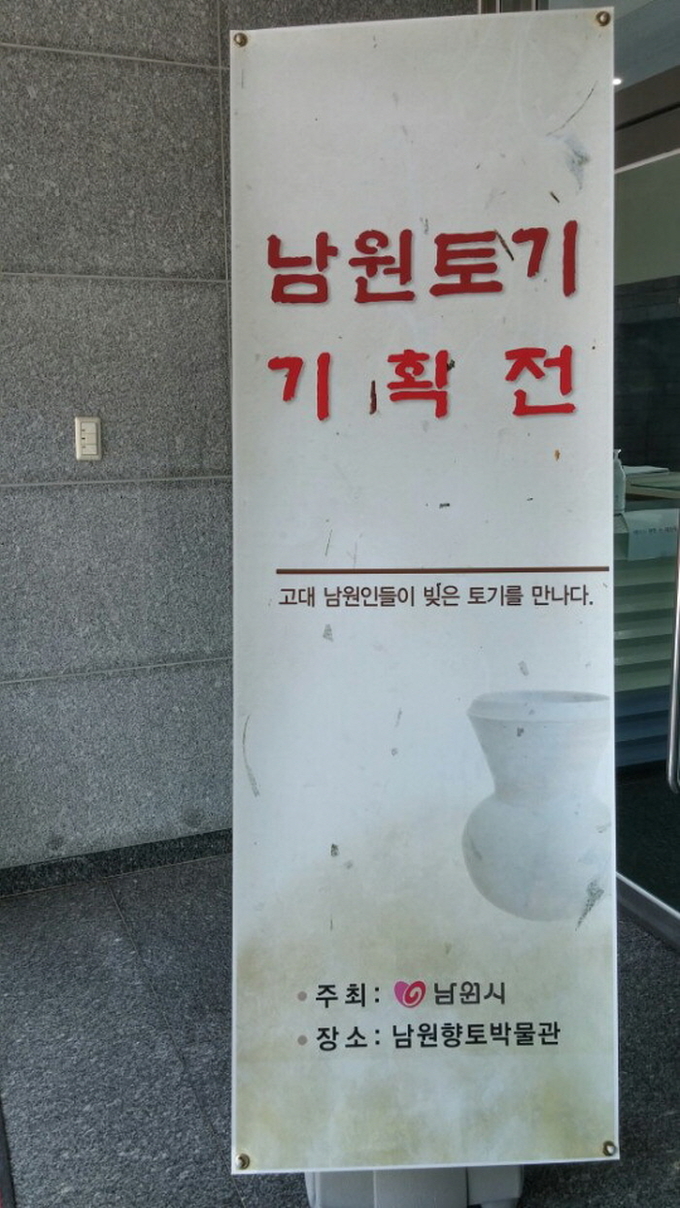 남원토기
기획전
고대 남원인들이 빚은 토기를 만나다.
• 주최 : 남원시
• 장소 : 남원향토박물관